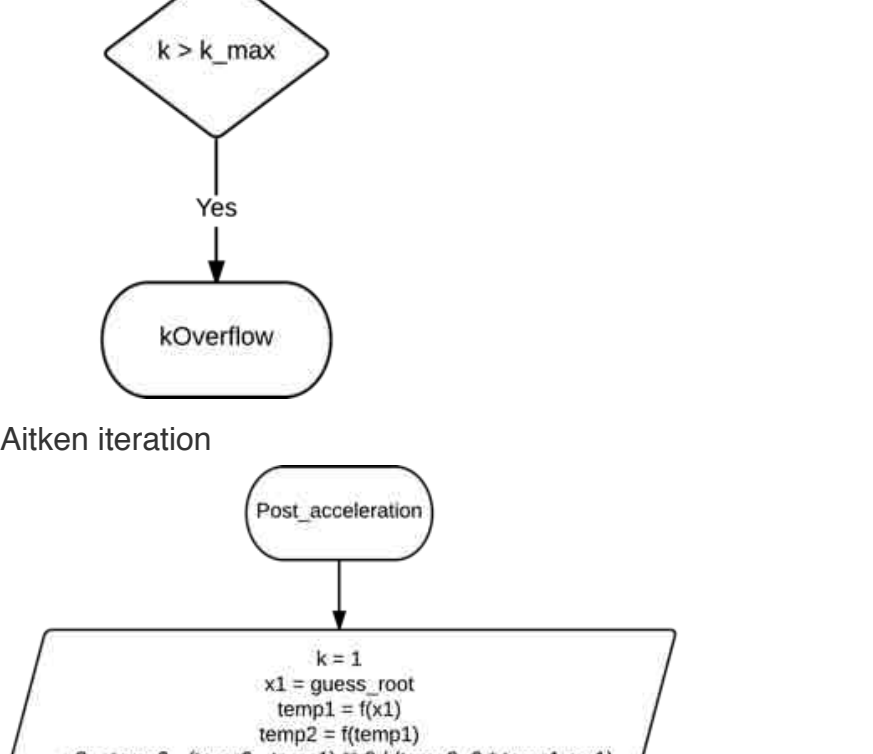 k > k_max
Yes
kOverflow
Aitken iteration
Post_acceleration
k = 1
x1 = guess_root
temp1 = f(x1)
temp2 = f(temp1)